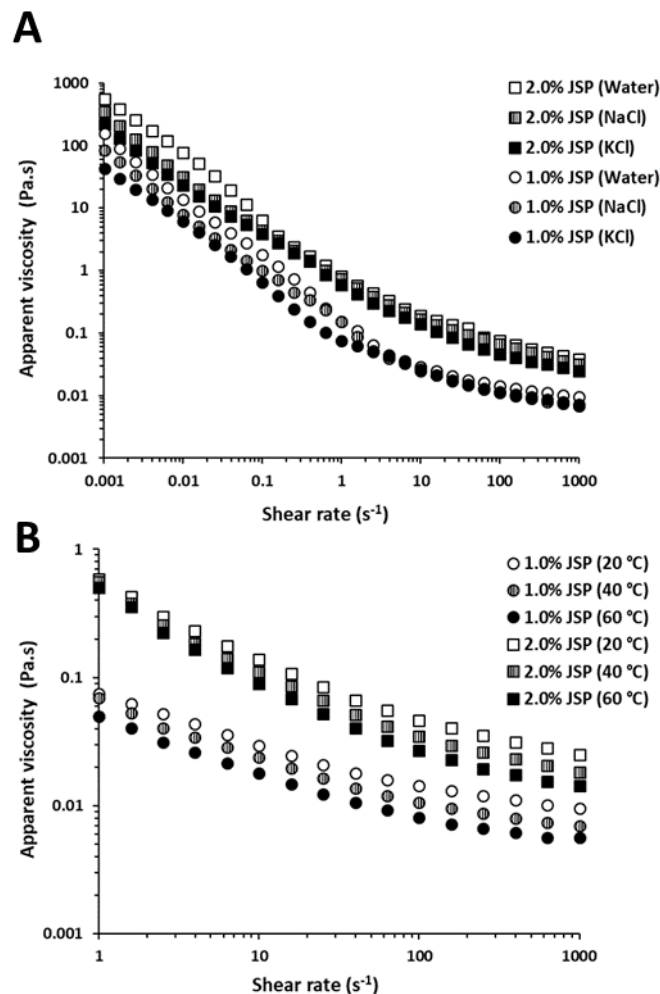 A
1000
100
10
1
0.1
0.01
0.001
Apparent viscosity (Pa.s)
0.001 0.01 0.1 1 10 100 1000
Shear rate (s⁻¹)
2.0% JSP (Water)
2.0% JSP (NaCl)
2.0% JSP (KCl)
1.0% JSP (Water)
1.0% JSP (NaCl)
1.0% JSP (KCl)
B
1
0.1
0.01
0.001
Apparent viscosity (Pa.s)
1 10 100 1000
Shear rate (s⁻¹)
1.0% JSP (20 °C)
1.0% JSP (40 °C)
1.0% JSP (60 °C)
2.0% JSP (20 °C)
2.0% JSP (40 °C)
2.0% JSP (60 °C)